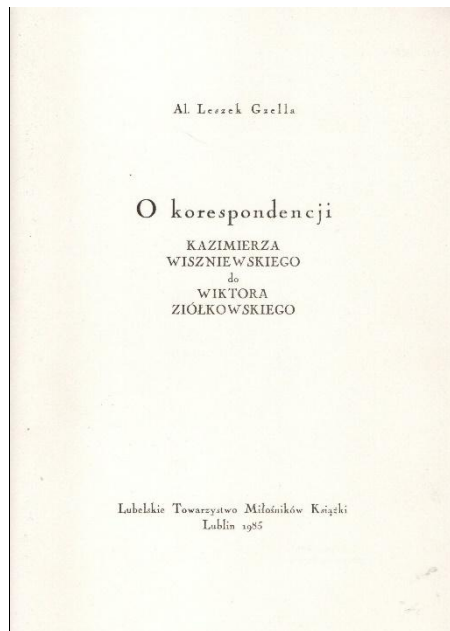 Al. Leszek Gzella
O korespondencji
KAZIMIERZA
WISZNIEWSKIEGO
do
WIKTORA
ZIÓŁKOWSKIEGO
Lubelskie Towarzystwo Miłośników Książki
Lublin 1985